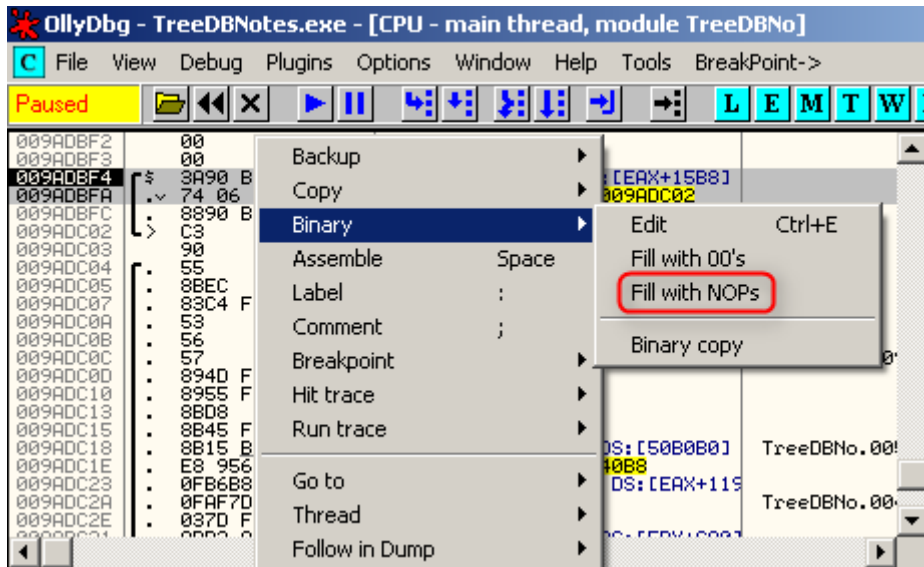 OllyDbg - TreeDBNotes.exe - [CPU - main thread, module TreeDBNo]
C File View Debug Plugins Options Window Help Tools BreakPoint->
Paused L E M T W
009ADBF2 00
009ADBF3 00
009ADBF4 $ 3A90 B [EAX+15B8]
009ADBFA . 74 06 009ADC02
009ADBFC . 8890 B
009ADC02 > C3
009ADC03 90
009ADC04 . 55
009ADC05 . 8BEC
009ADC07 . 83C4 F
009ADC0A . 53
009ADC0B . 56
009ADC0C . 57
009ADC0D . 894D F
009ADC10 . 8955 F
009ADC13 . 8BD8
009ADC15 . 8B45 F
009ADC18 . 8B15 B DS:[50B0B0] TreeDBNo.00
009ADC1E . E8 956 40B8
009ADC23 . 0FB6B8 DS:[EAX+119
009ADC2A . 0FAF7D TreeDBNo.00
009ADC2E . 037D F
Backup
Copy
Binary
Assemble Space
Label :
Comment ;
Breakpoint
Hit trace
Run trace
Go to
Thread
Follow in Dump
Edit Ctrl+E
Fill with 00's
Fill with NOPs
Binary copy